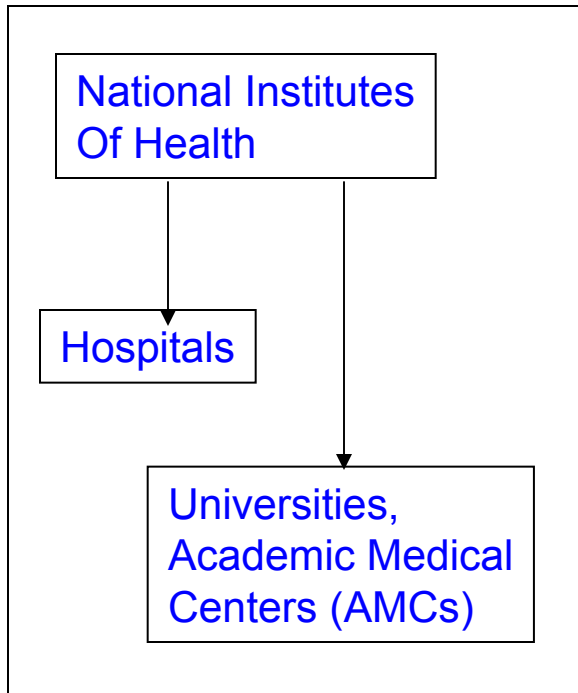 National Institutes
Of Health
Hospitals
Universities,
Academic Medical
Centers (AMCs)